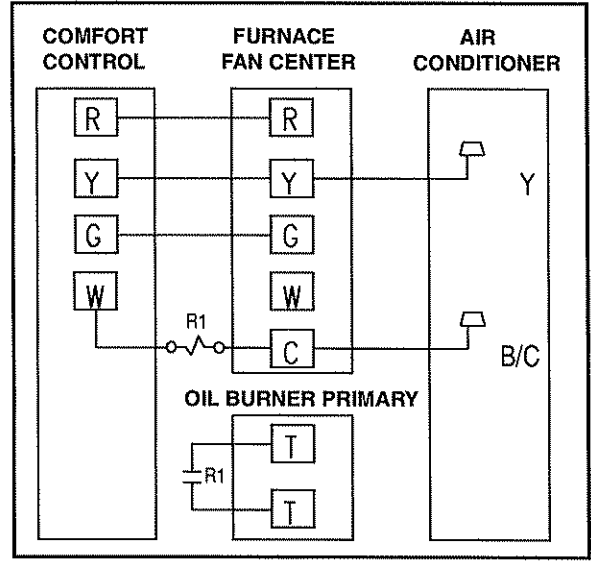 COMFORT
CONTROL
FURNACE
FAN CENTER
AIR
CONDITIONER
R
R
Y
Y
Y
G
G
W
W
R1
C
B/C
OIL BURNER PRIMARY
T
R1
T